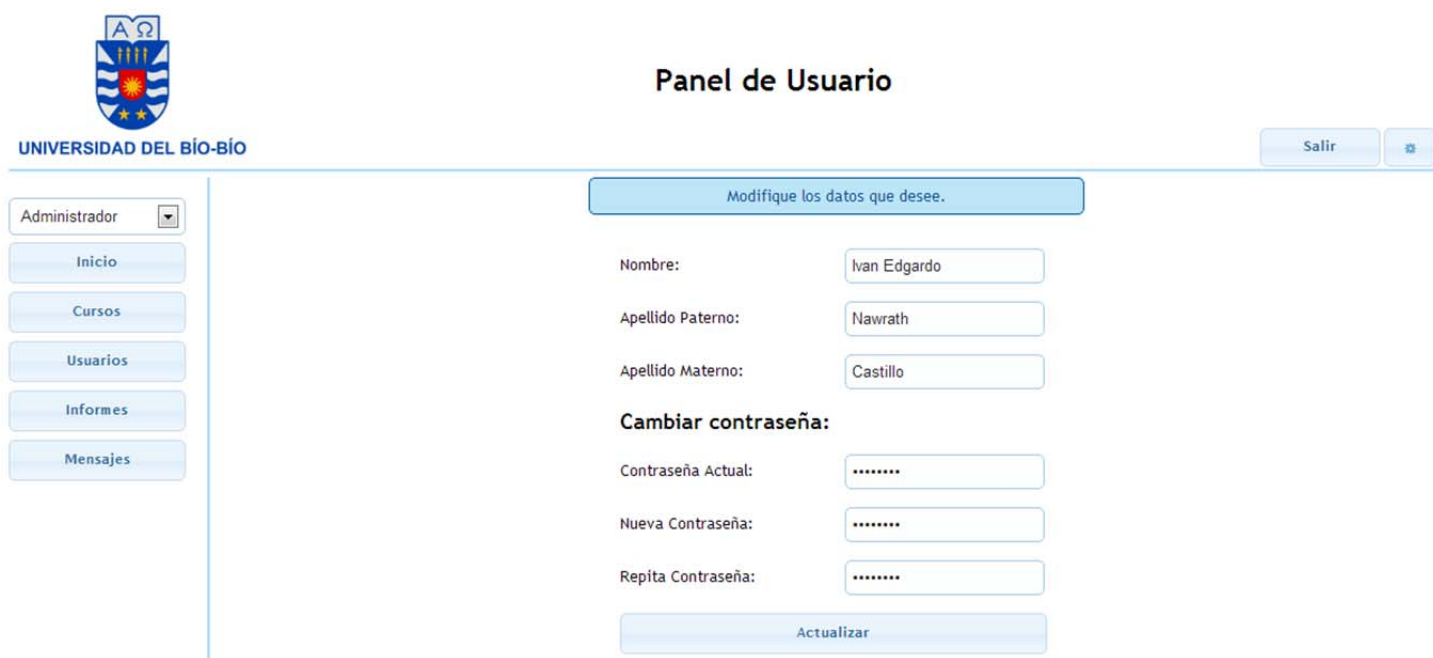 ΑΩ
UNIVERSIDAD DEL BÍO-BÍO
Panel de Usuario
Salir
Administrador
Inicio
Cursos
Usuarios
Informes
Mensajes
Modifique los datos que desee.
Nombre: Ivan Edgardo
Apellido Paterno: Nawrath
Apellido Materno: Castillo
Cambiar contraseña:
Contraseña Actual: ••••••••
Nueva Contraseña: ••••••••
Repita Contraseña: ••••••••
Actualizar